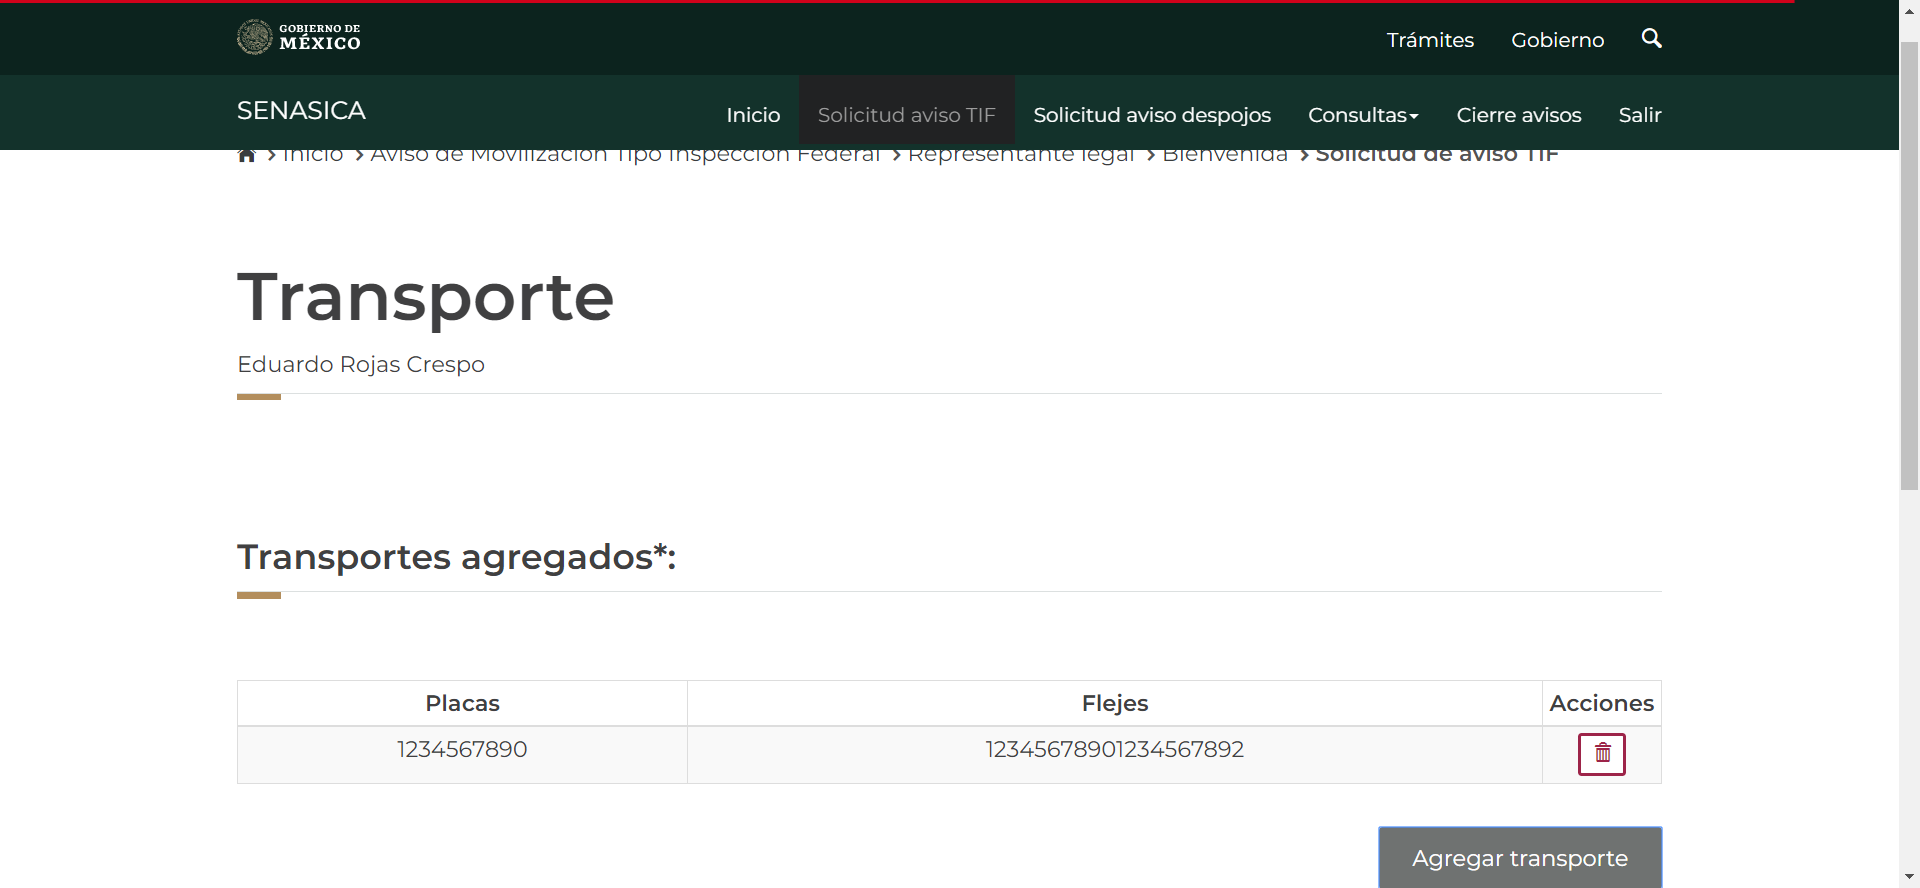 GOBIERNO DE
MÉXICO
Trámites Gobierno
SENASICA
Inicio Solicitud aviso TIF Solicitud aviso despojos Consultas Cierre avisos Salir
Inicio Aviso de Movilización Tipo Inspección Federal Representante legal Bienvenida Solicitud de aviso TIF
Transporte
Eduardo Rojas Crespo
Transportes agregados*:
Placas Flejes Acciones
1234567890 12345678901234567892
Agregar transporte